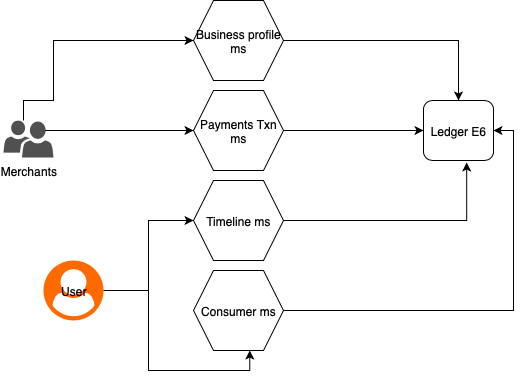 Business profile
ms
Payments Txn
ms
Ledger E6
Merchants
Timeline ms
User
Consumer ms